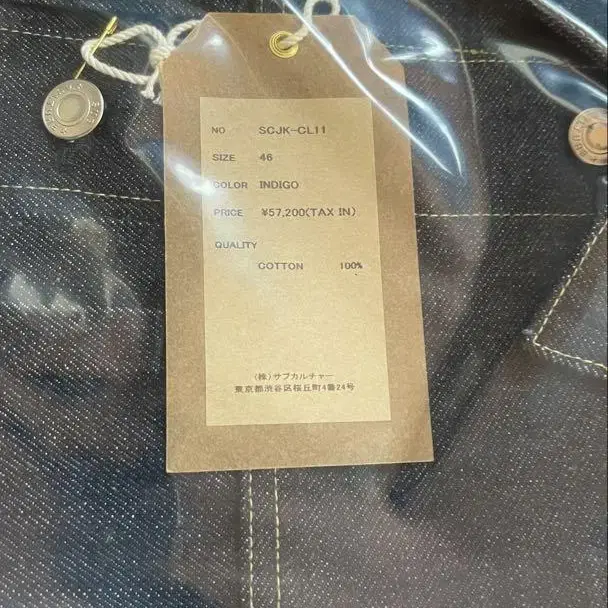 NO SCJK-CL11
SIZE 46
COLOR INDIGO
PRICE ¥57,200(TAX IN)
QUALITY
COTTON 100%
(株)サブカルチャー
東京都渋谷区桜丘町4番24号